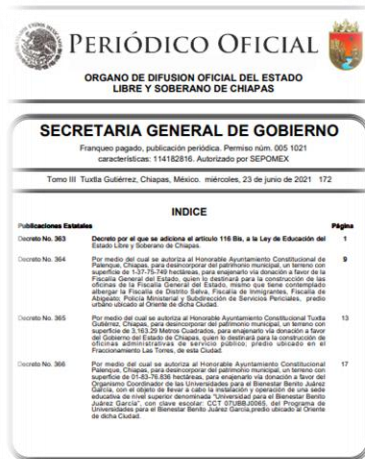 PERIÓDICO OFICIAL
ORGANO DE DIFUSION OFICIAL DEL ESTADO
LIBRE Y SOBERANO DE CHIAPAS
SECRETARIA GENERAL DE GOBIERNO
Franqueo pagado, publicación periódica. Permiso núm. 005 1021
características: 114182816. Autorizado por SEPOMEX
Tomo III Tuxtla Gutiérrez, Chiapas, México. miércoles, 23 de junio de 2021 172
INDICE
Publicaciones Estatales Página
Decreto No. 363 Decreto por el que se adiciona el artículo 116 Bis, a la Ley de Educación del 1
Estado Libre y Soberano de Chiapas.
Decreto No. 364 Por medio del cual se autoriza al Honorable Ayuntamiento Constitucional de 9
Palenque, Chiapas, para desincorporar del patrimonio municipal, un terreno con
superficie de 1-37-75-749 hectáreas, para enajenarlo vía donación a favor de la
Fiscalía General del Estado, quien lo destinará para la construcción de las
oficinas de la Fiscalía General del Estado, mismo que tiene contemplado
albergar la Fiscalía de Distrito Selva, Fiscalía de Inmigrantes, Fiscalía de
Abigeato; Policía Ministerial y Subdirección de Servicios Periciales, predio
urbano ubicado al Oriente de dicha Ciudad.
Decreto No. 365 Por medio del cual se autoriza al Honorable Ayuntamiento Constitucional Tuxtla 13
Gutiérrez, Chiapas, para desincorporar del patrimonio municipal, un terreno con
superficie de 3,163.29 Metros Cuadrados, para enajenarlo vía donación a favor
del Gobierno del Estado de Chiapas, quien lo destinará para la construcción de
oficinas administrativas de servicio público; predio ubicado en el
Fraccionamiento Las Torres, de esta Ciudad.
Decreto No. 366 Por medio del cual se autoriza al Honorable Ayuntamiento Constitucional 17
Palenque, Chiapas, para desincorporar del patrimonio municipal, un terreno con
superficie de 01-83-76.836 hectáreas, para enajenarlo vía donación a favor del
Organismo Coordinador de las Universidades para el Bienestar Benito Juárez
García, con el objeto de llevar a cabo la instalación y operación de una sede
educativa de nivel superior denominada "Universidad para el Bienestar Benito
Juárez García", con clave escolar: CCT 07UBBJ0065, del Programa de
Universidades para el Bienestar Benito Juárez García,predio ubicado al Oriente
de dicha Ciudad.